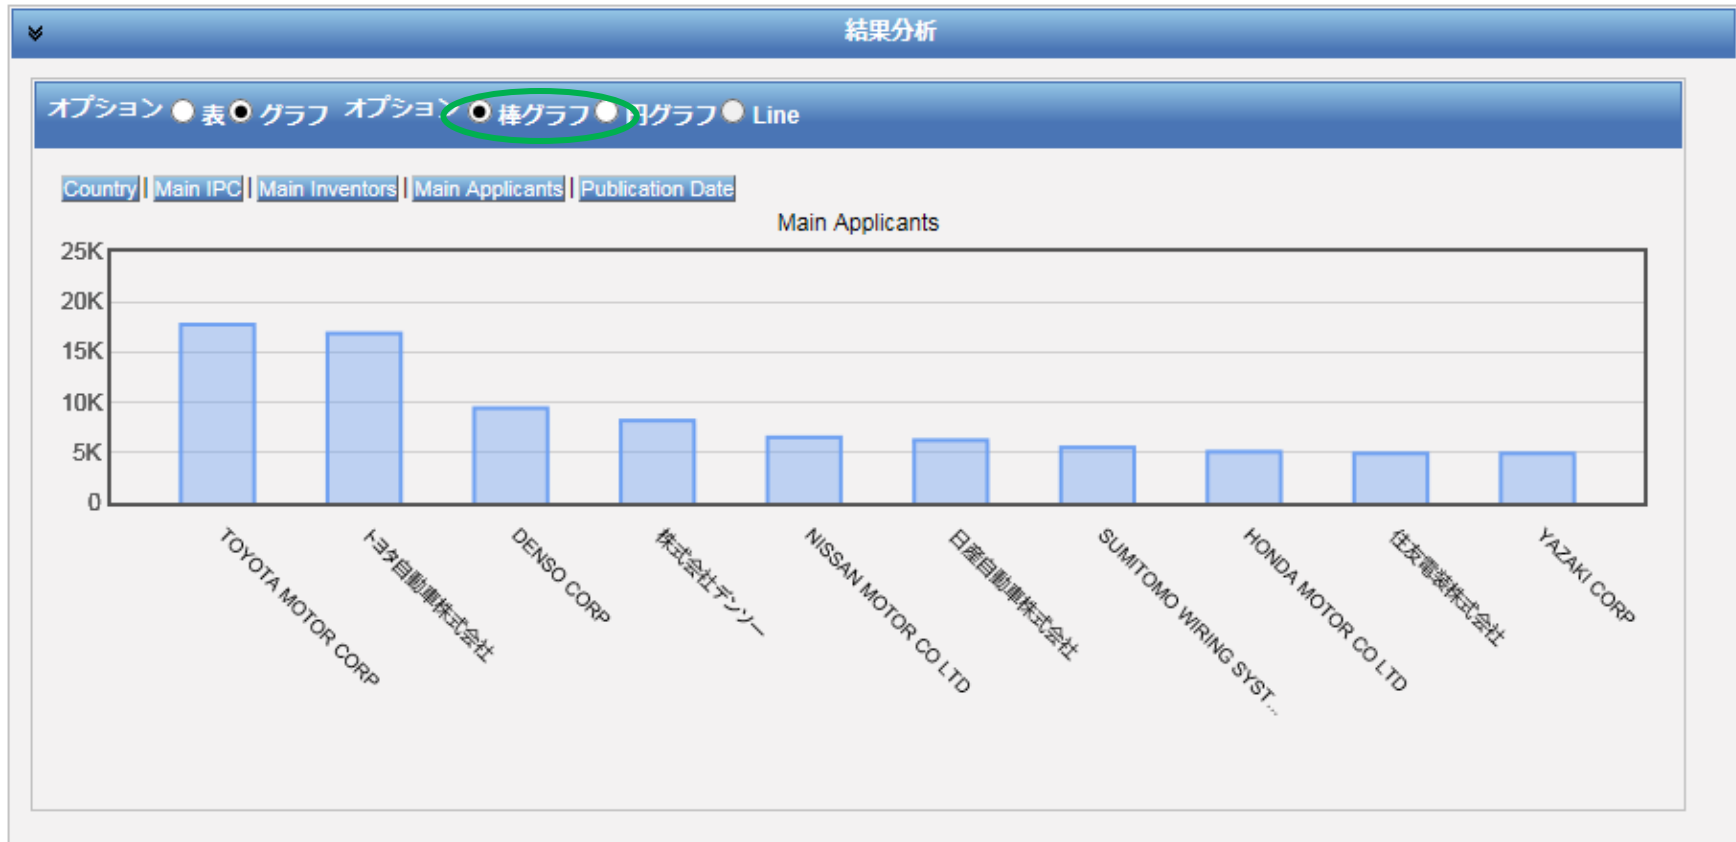 結果分析
オプション 表 グラフ オプション 棒グラフ 円グラフ Line
Country | Main IPC | Main Inventors | Main Applicants | Publication Date
Main Applicants
25K
20K
15K
10K
5K
0
TOYOTA MOTOR CORP
トヨタ自動車株式会社
DENSO CORP
株式会社デンソー
NISSAN MOTOR CO LTD
日産自動車株式会社
SUMITOMO WIRING SYST...
HONDA MOTOR CO LTD
住友電装株式会社
YAZAKI CORP